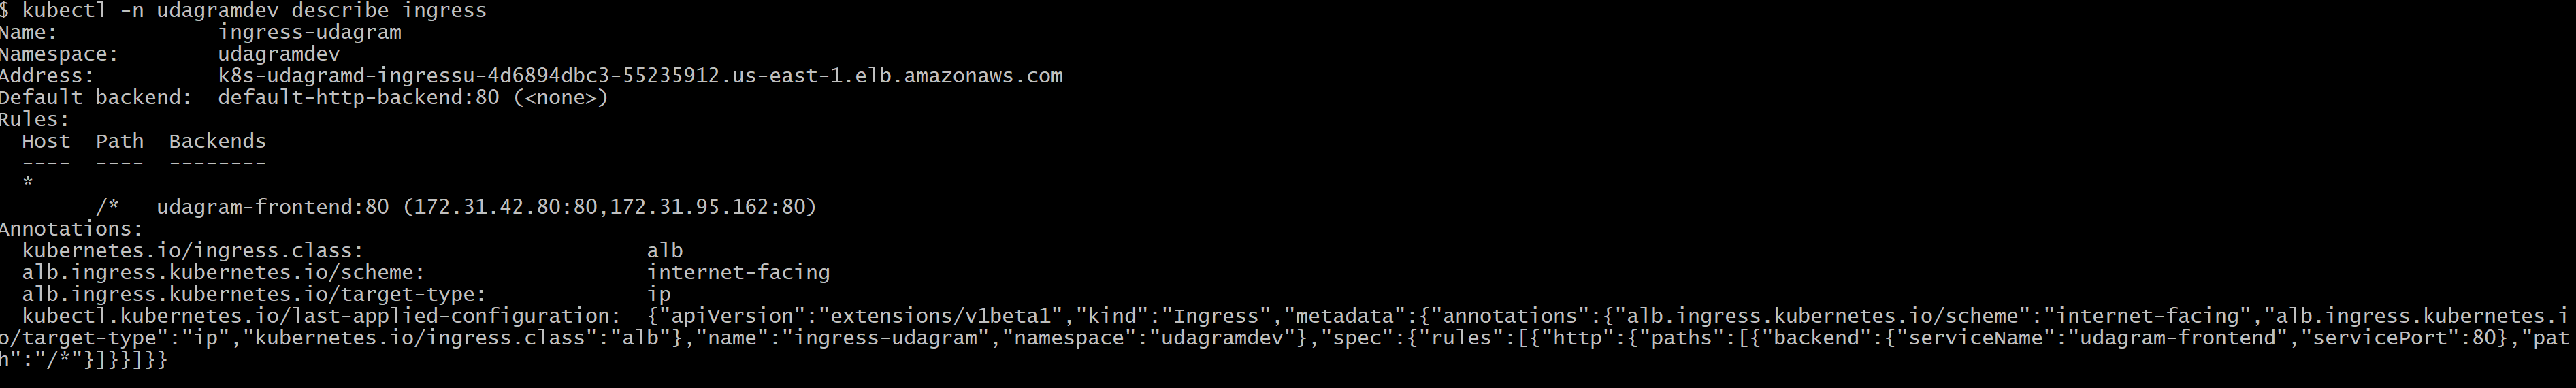 $ kubectl -n udagramdev describe ingress
Name:             ingress-udagram
Namespace:        udagramdev
Address:          k8s-udagramd-ingressu-4d6894dbc3-55235912.us-east-1.elb.amazonaws.com
Default backend:  default-http-backend:80 (<none>)
Rules:
  Host  Path  Backends
  ----  ----  --------
  *
        /*   udagram-frontend:80 (172.31.42.80:80,172.31.95.162:80)
Annotations:
  kubernetes.io/ingress.class:                       alb
  alb.ingress.kubernetes.io/scheme:                  internet-facing
  alb.ingress.kubernetes.io/target-type:             ip
  kubectl.kubernetes.io/last-applied-configuration:  {"apiVersion":"extensions/v1beta1","kind":"Ingress","metadata":{"annotations":{"alb.ingress.kubernetes.io/scheme":"internet-facing","alb.ingress.kubernetes.i
o/target-type":"ip","kubernetes.io/ingress.class":"alb"},"name":"ingress-udagram","namespace":"udagramdev"},"spec":{"rules":[{"http":{"paths":[{"backend":{"serviceName":"udagram-frontend","servicePort":80},"pat
h":"/*"}]}}]}}